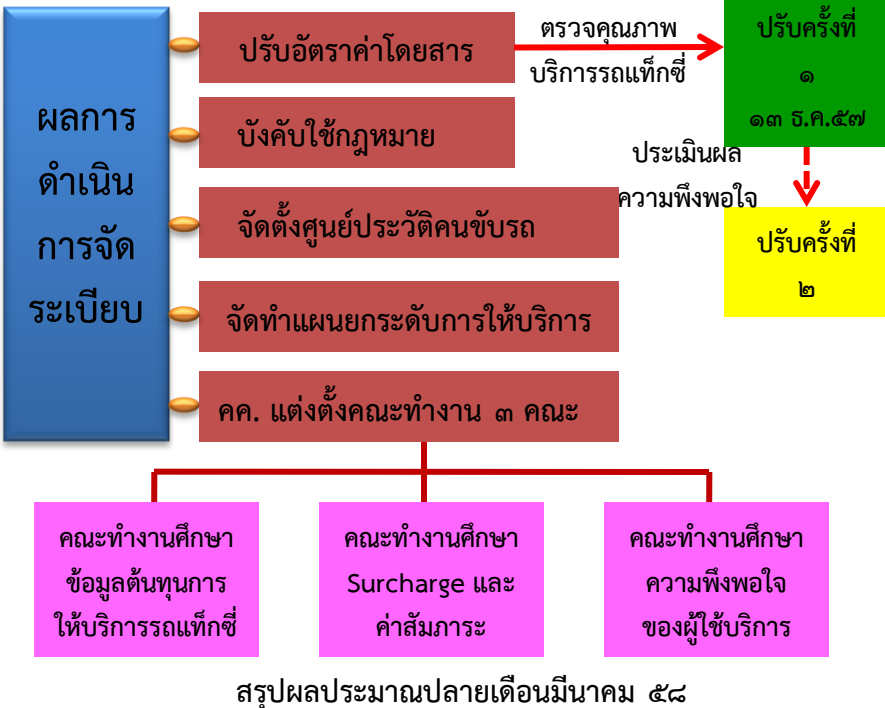 ผลการ
ดำเนิน
การจัด
ระเบียบ
ปรับอัตราค่าโดยสาร
ตรวจคุณภาพ
บริการรถแท็กซี่
ปรับครั้งที่
๑
๑๓ ธ.ค.๕๗
บังคับใช้กฎหมาย
ประเมินผล
ความพึงพอใจ
จัดตั้งศูนย์ประวัติคนขับรถ
ปรับครั้งที่
๒
จัดทำแผนยกระดับการให้บริการ
คค. แต่งตั้งคณะทำงาน ๓ คณะ
คณะทำงานศึกษา
ข้อมูลต้นทุนการ
ให้บริการรถแท็กซี่
คณะทำงานศึกษา
Surcharge และ
ค่าสัมภาระ
คณะทำงานศึกษา
ความพึงพอใจ
ของผู้ใช้บริการ
สรุปผลประมาณปลายเดือนมีนาคม ๕๘